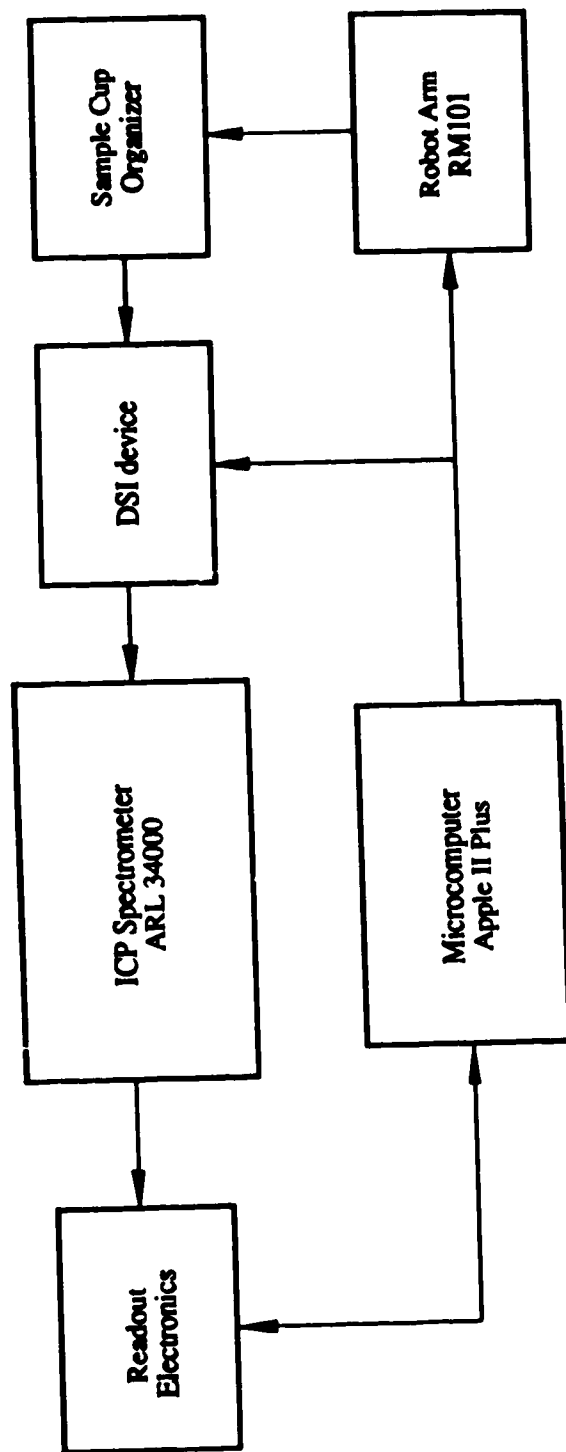 Readout
Electronics
ICP Spectrometer
ARL 34000
DSI device
Sample Cup
Organizer
Microcomputer
Apple II Plus
Robot Arm
RM101